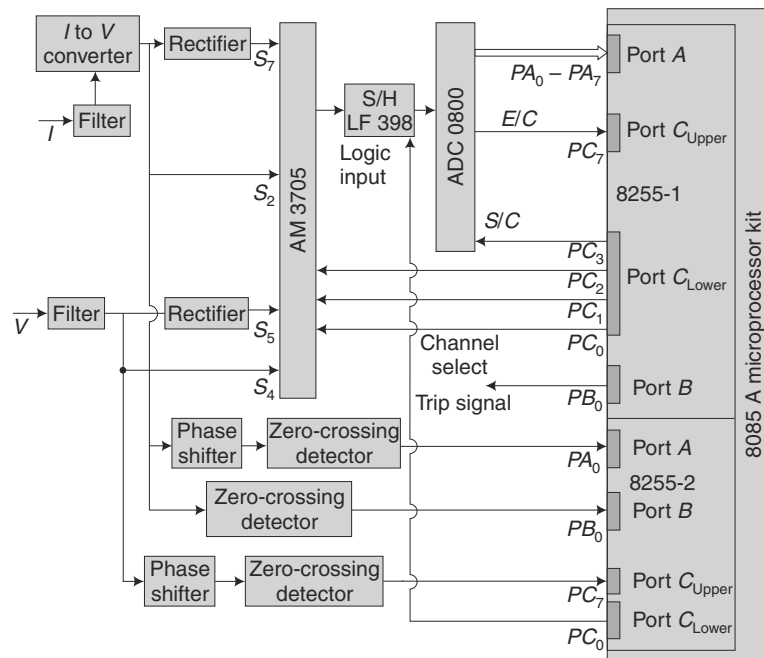 I to V
converter
Rectifier
S7
Filter
I
S2
AM 3705
S/H
LF 398
Logic
input
ADC 0800
PA0 – PA7
Port A
E/C
PC7
Port CUpper
8255-1
S/C
PC3
PC2
PC1
PC0
Port CLower
V
Filter
Rectifier
S5
S4
Channel
select
Trip signal
PB0
Port B
8085 A microprocessor kit
Phase
shifter
Zero-crossing
detector
PA0
Port A
8255-2
Zero-crossing
detector
PB0
Port B
Phase
shifter
Zero-crossing
detector
PC7
Port CUpper
PC0
Port CLower